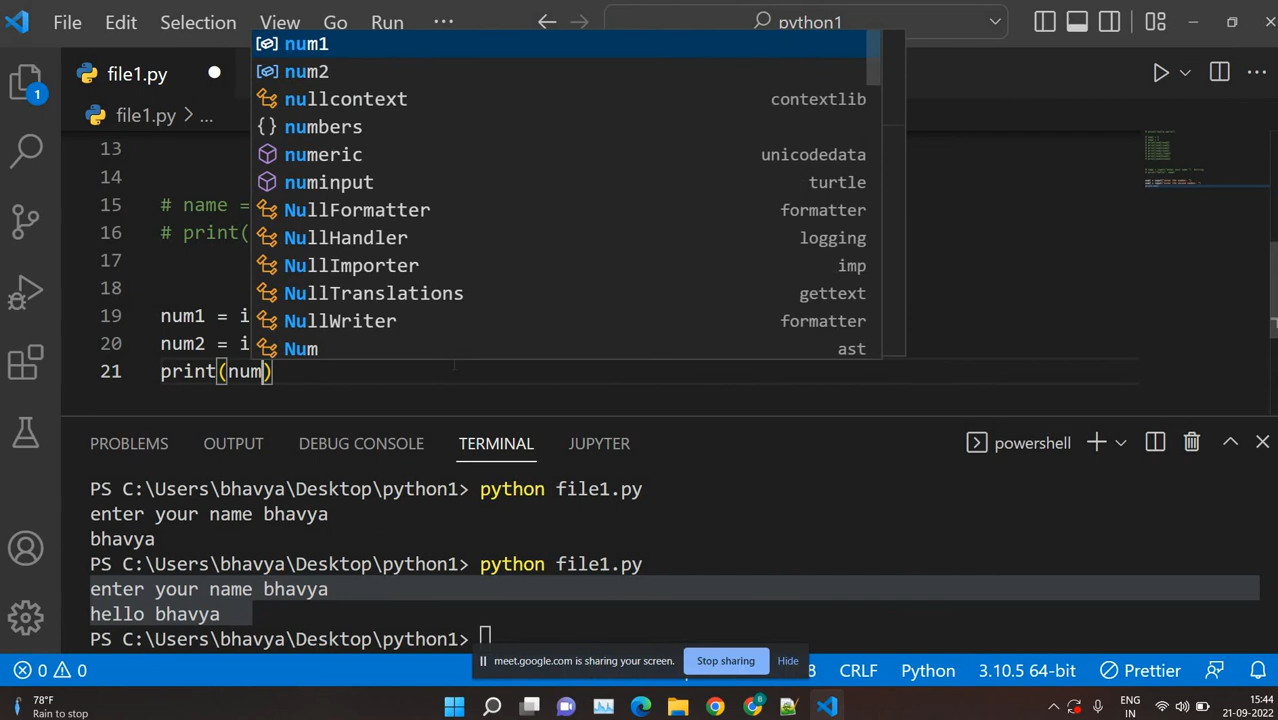 File Edit Selection View Go Run ··· python1
file1.py
file1.py > ...
num1
num2
nullcontext contextlib
numbers
numeric unicodedata
numinput turtle
NullFormatter formatter
NullHandler logging
NullImporter imp
NullTranslations gettext
NullWriter formatter
Num ast
13
14
15 # name =
16 # print(
17
18
19 num1 = i
20 num2 = i
21 print(num)
PROBLEMS OUTPUT DEBUG CONSOLE TERMINAL JUPYTER powershell
PS C:\Users\bhavya\Desktop\python1> python file1.py
enter your name bhavya
bhavya
PS C:\Users\bhavya\Desktop\python1> python file1.py
enter your name bhavya
hello bhavya
PS C:\Users\bhavya\Desktop\python1>
meet.google.com is sharing your screen. Stop sharing Hide
0 0 8 CRLF Python 3.10.5 64-bit Prettier
78°F
Rain to stop
ENG
IN
15:44
21-09-2022
1